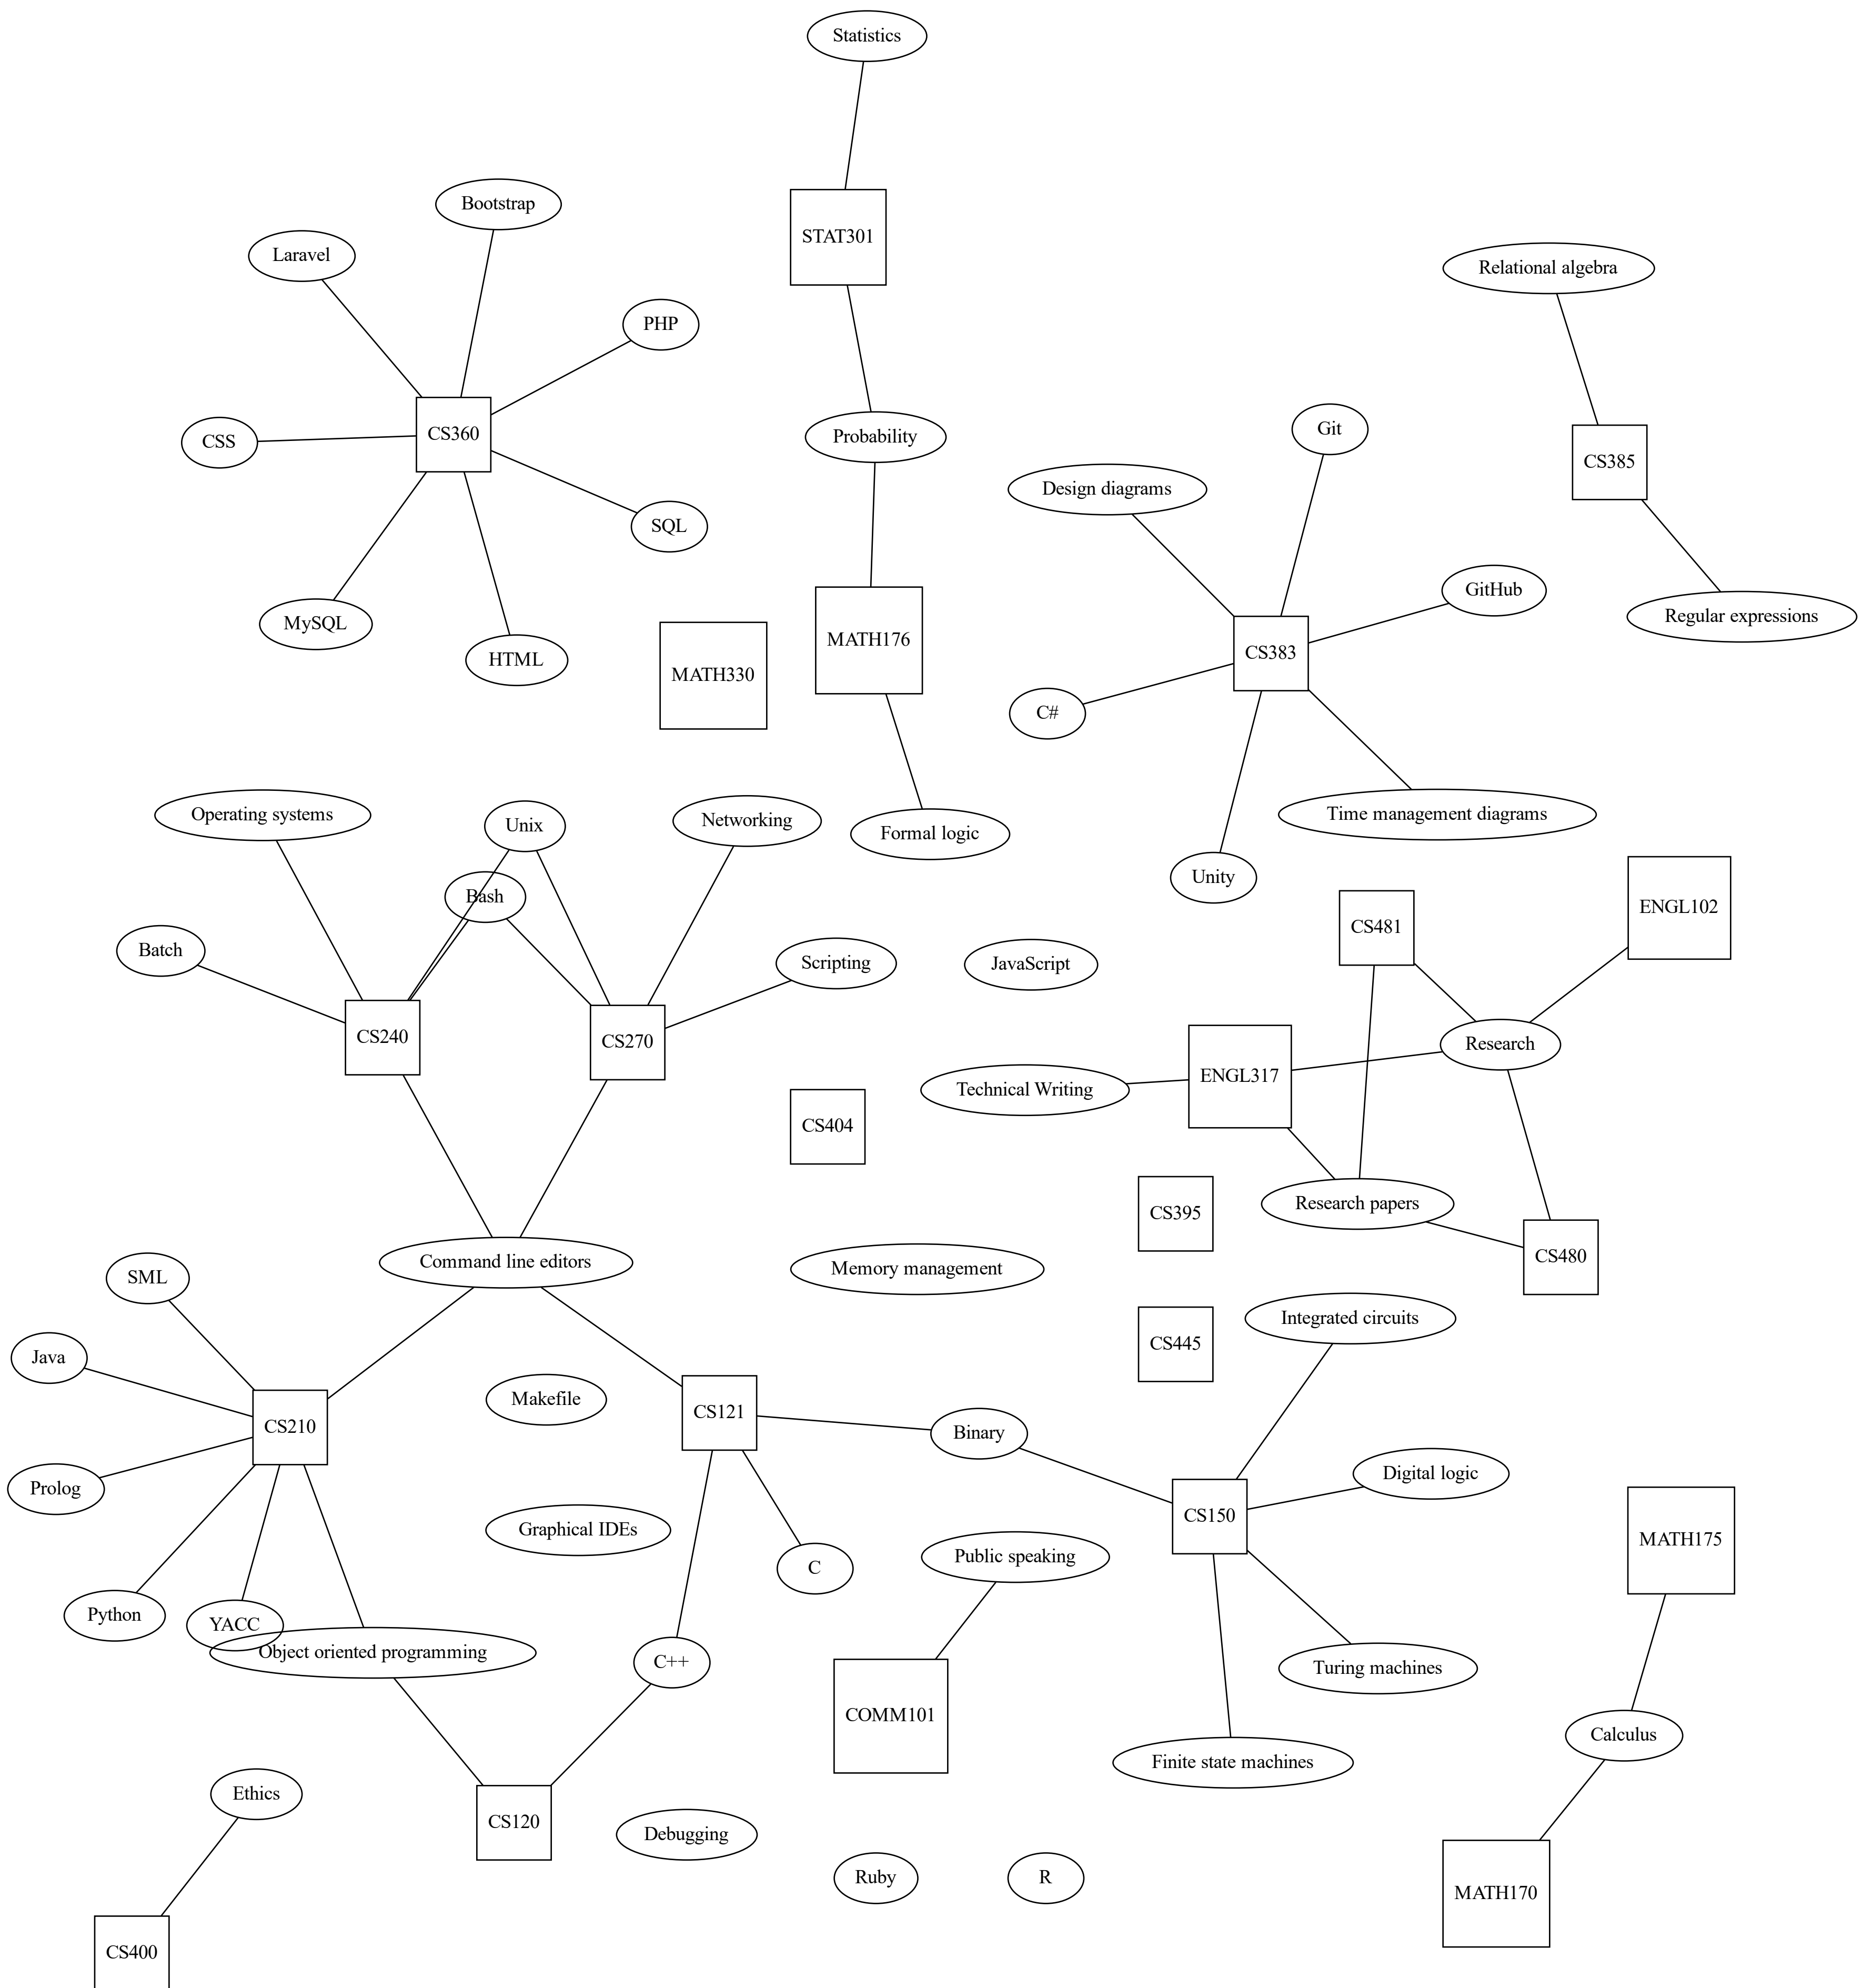 Statistics
Bootstrap
STAT301
Laravel
Relational algebra
PHP
Git
CS360
CSS
Probability
CS385
Design diagrams
SQL
GitHub
Regular expressions
MySQL
MATH176
CS383
HTML
MATH330
C#
Operating systems
Unix
Networking
Formal logic
Time management diagrams
Unity
Bash
ENGL102
CS481
Batch
Scripting
JavaScript
CS240
CS270
Research
ENGL317
Technical Writing
CS404
Research papers
CS395
CS480
Command line editors
Memory management
SML
Integrated circuits
CS445
Java
Makefile
CS121
CS210
Binary
Digital logic
Prolog
CS150
Graphical IDEs
MATH175
Public speaking
C
Python
YACC
Object oriented programming
C++
Turing machines
COMM101
Calculus
Finite state machines
Ethics
CS120
Debugging
Ruby
R
MATH170
CS400